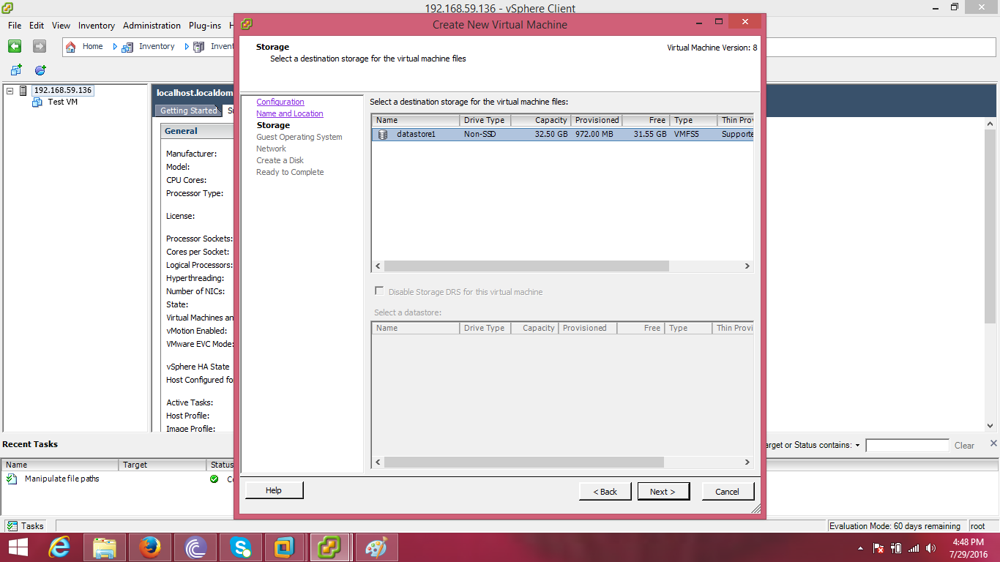 192.168.59.136 - vSphere Client
File Edit View Inventory Administration Plug-ins H
Home Inventory Invent
192.168.59.136
Test VM
localhost.localdom
Getting Started
General
Manufacturer:
Model:
CPU Cores:
Processor Type:
License:
Processor Sockets:
Cores per Socket:
Logical Processors:
Hyperthreading:
Number of NICs:
State:
Virtual Machines an
vMotion Enabled:
VMware EVC Mode:
vSphere HA State
Host Configured fo
Active Tasks:
Host Profile:
Image Profile:
Create New Virtual Machine
Storage
Select a destination storage for the virtual machine files
Virtual Machine Version: 8
Configuration
Name and Location
Storage
Guest Operating System
Network
Create a Disk
Ready to Complete
Select a destination storage for the virtual machine files:
Name Drive Type Capacity Provisioned Free Type Thin Prov
datastore1 Non-SSD 32.50 GB 972.00 MB 31.55 GB VMFS5 Supporte
Disable Storage DRS for this virtual machine
Select a datastore:
Name Drive Type Capacity Provisioned Free Type Thin Provi
Help < Back Next > Cancel
Recent Tasks
arget or Status contains: Clear
Name Target Status
Manipulate file paths
Tasks
Evaluation Mode: 60 days remaining root
4:48 PM
7/29/2016